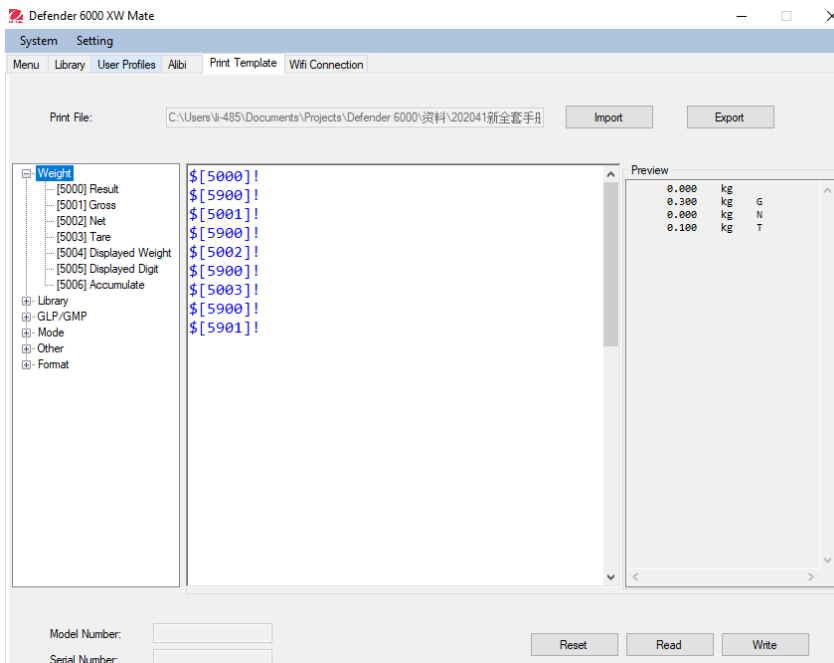 Defender 6000 XW Mate
System Setting
Menu Library User Profiles Alibi Print Template Wifi Connection
Print File: C:\Users\li-485\Documents\Projects\Defender 6000\资料\202041新全套手册 Import Export
Weight
[5000] Result
[5001] Gross
[5002] Net
[5003] Tare
[5004] Displayed Weight
[5005] Displayed Digit
[5006] Accumulate
Library
GLP/GMP
Mode
Other
Format
$[5000]!
$[5900]!
$[5001]!
$[5900]!
$[5002]!
$[5900]!
$[5003]!
$[5900]!
$[5901]!
Preview
0.000 kg
0.300 kg G
0.000 kg N
0.100 kg T
Model Number:
Serial Number:
Reset Read Write